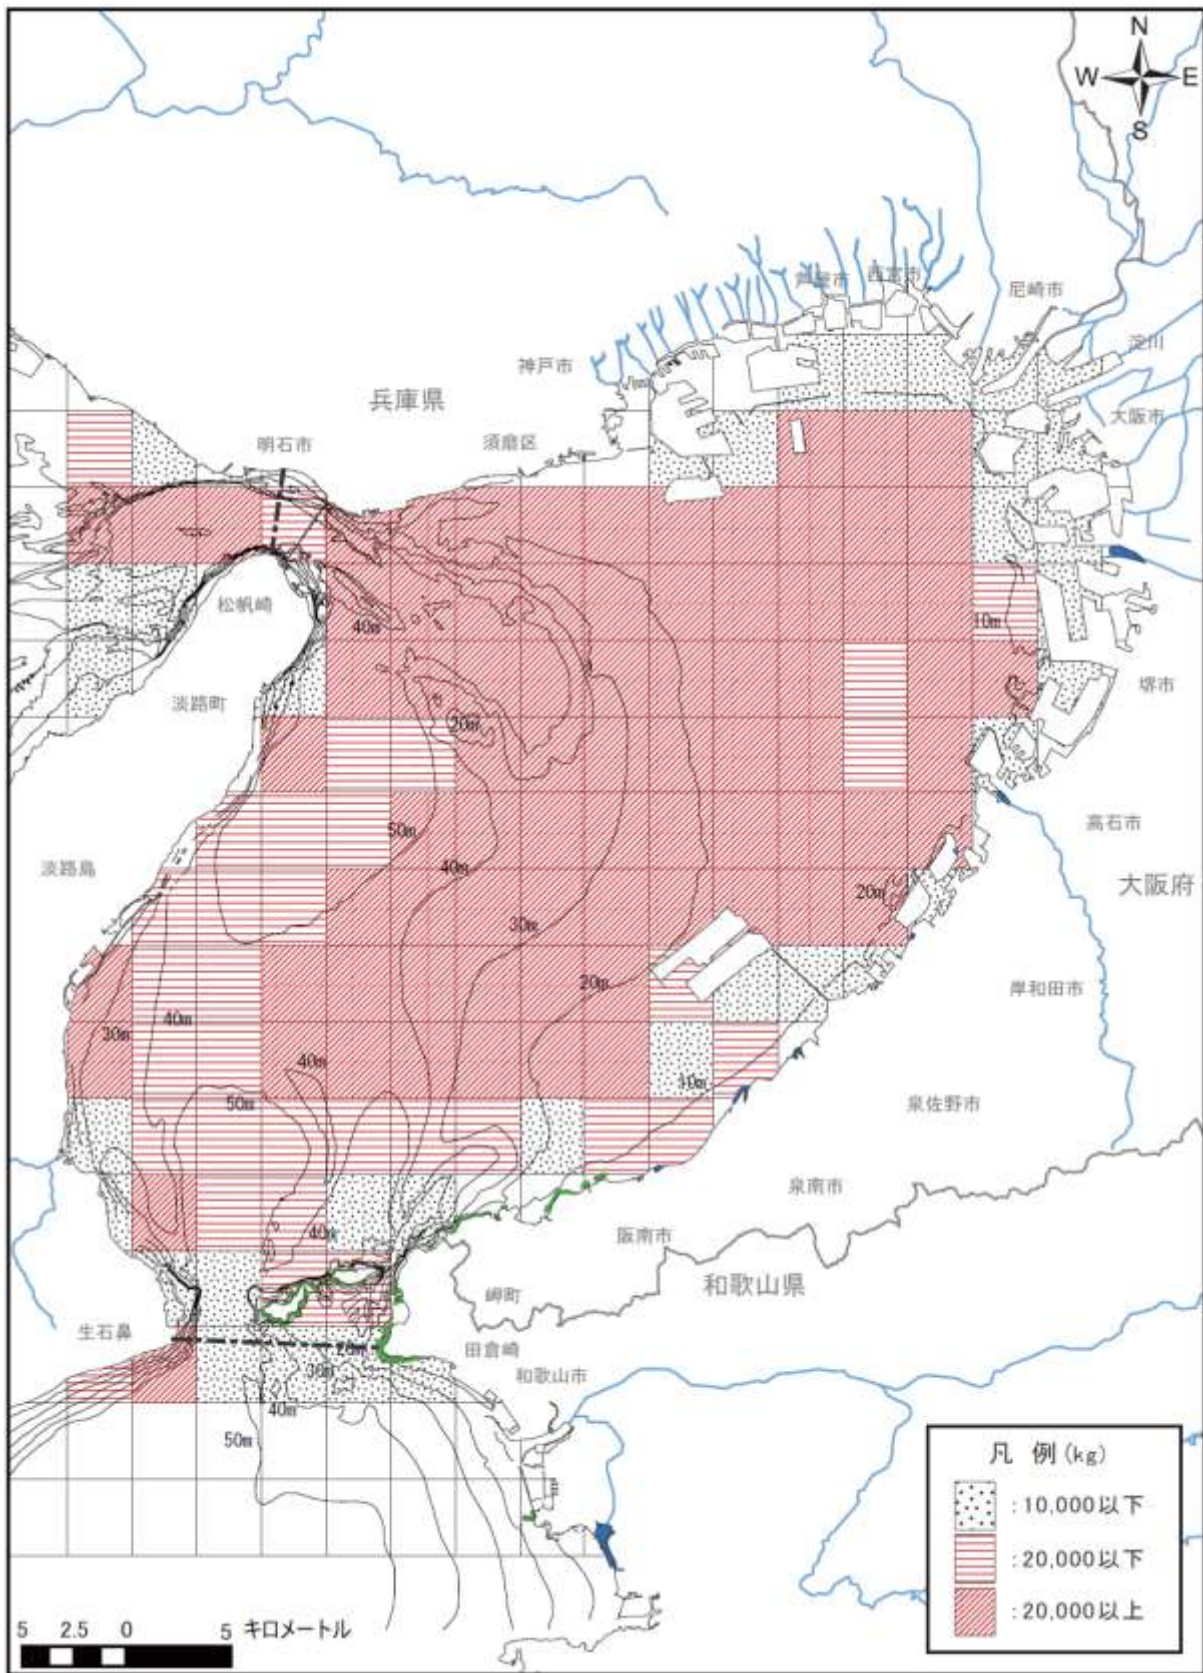 N
W E
S
芦屋市
西宮市
尼崎市
淀川
神戸市
兵庫県
大阪市
明石市
須磨区
松帆崎
40m
10m
淡路町
20m
堺市
50m
高石市
淡路島
40m
20m
大阪府
30m
20m
岸和田市
40m
30m
40m
10m
50m
泉佐野市
泉南市
40m
阪南市
和歌山県
岬町
生石鼻
20m
田倉崎
30m
和歌山市
40m
50m
凡 例(kg)
:10,000以下
:20,000以下
:20,000以上
5 2.5 0 5 キロメートル